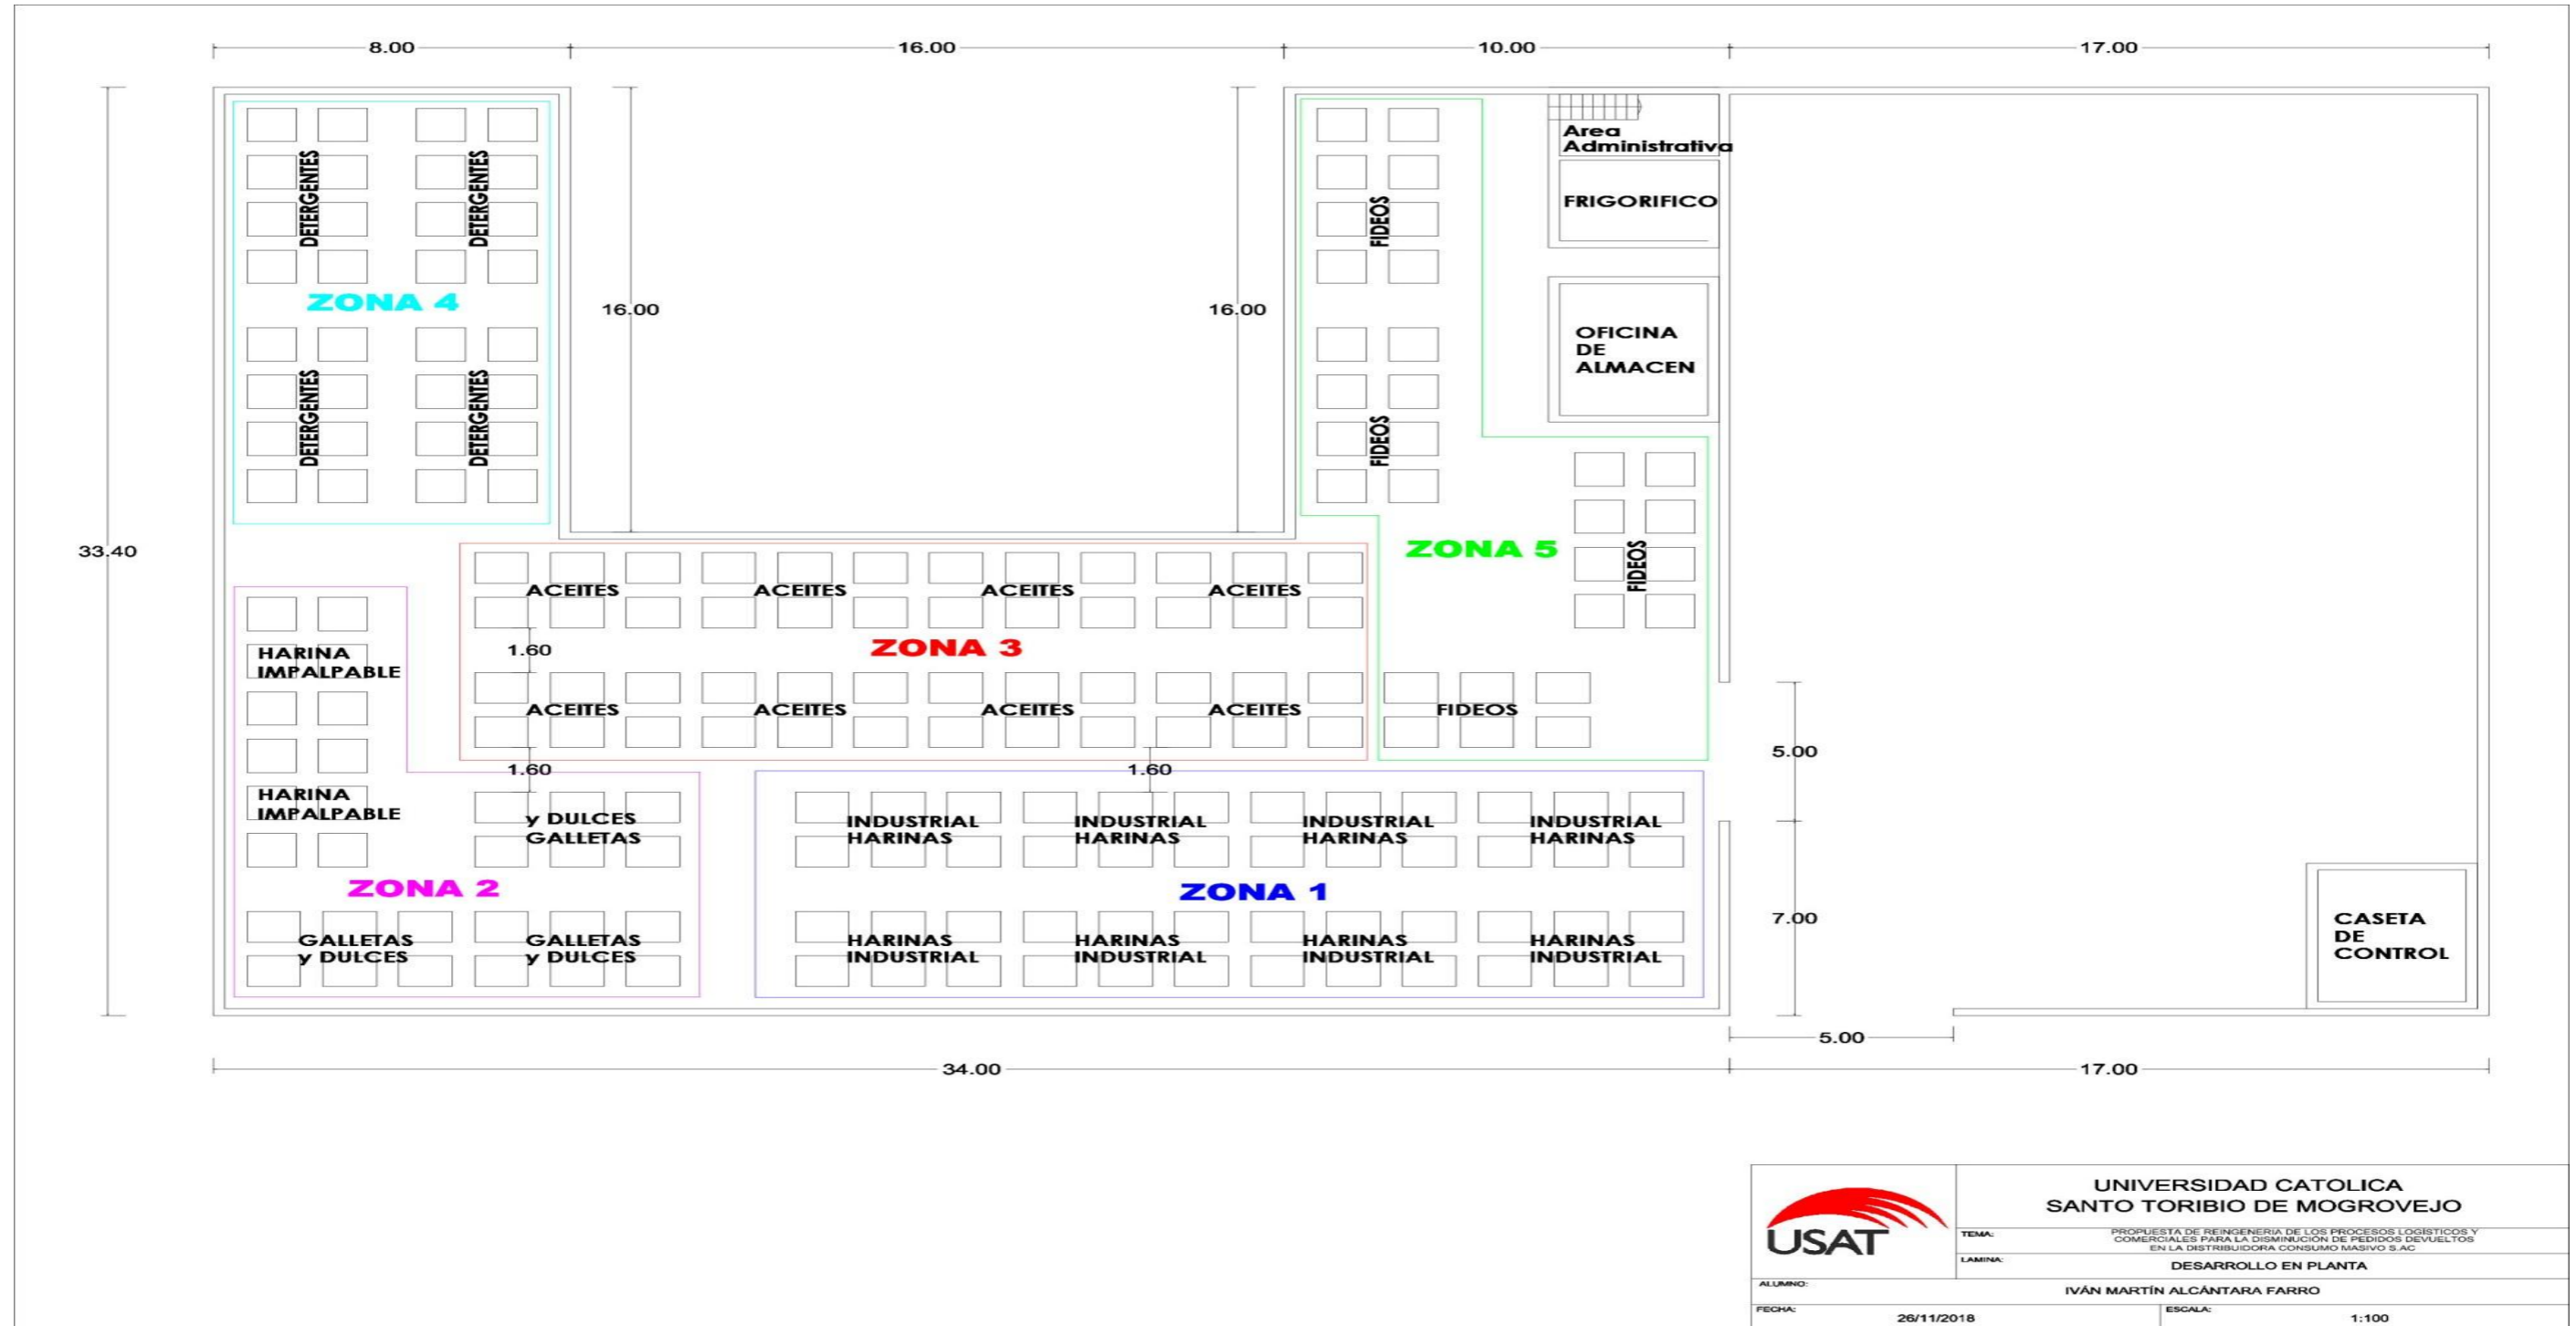 8.00
16.00
10.00
17.00
Area
Administrativa
FRIGORIFICO
DETERGENTES
DETERGENTES
FIDEOS
ZONA 4
16.00
16.00
OFICINA
DE
ALMACEN
DETERGENTES
DETERGENTES
FIDEOS
33.40
ZONA 5
FIDEOS
ACEITES
ACEITES
ACEITES
ACEITES
1.60
ZONA 3
HARINA
IMPALPABLE
ACEITES
ACEITES
ACEITES
ACEITES
FIDEOS
5.00
1.60
1.60
HARINA
IMPALPABLE
y DULCES
GALLETAS
INDUSTRIAL
HARINAS
INDUSTRIAL
HARINAS
INDUSTRIAL
HARINAS
INDUSTRIAL
HARINAS
ZONA 2
ZONA 1
7.00
GALLETAS
y DULCES
GALLETAS
y DULCES
HARINAS
INDUSTRIAL
HARINAS
INDUSTRIAL
HARINAS
INDUSTRIAL
HARINAS
INDUSTRIAL
CASETA
DE
CONTROL
5.00
34.00
17.00
USAT
UNIVERSIDAD CATOLICA
SANTO TORIBIO DE MOGROVEJO
TEMA:
PROPUESTA DE REINGENERIA DE LOS PROCESOS LOGÍSTICOS Y
COMERCIALES PARA LA DISMINUCIÓN DE PEDIDOS DEVUELTOS
EN LA DISTRIBUIDORA CONSUMO MASIVO S.AC
LAMINA:
DESARROLLO EN PLANTA
ALUMNO:
IVÁN MARTÍN ALCÁNTARA FARRO
FECHA:
26/11/2018
ESCALA:
1:100